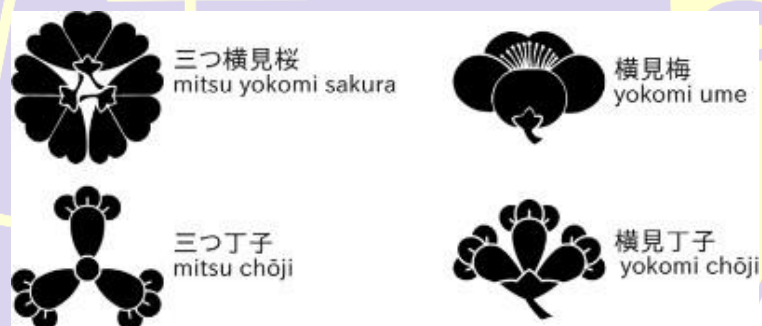 三つ横見桜
mitsu yokomi sakura
横見梅
yokomi ume
三つ丁子
mitsu chōji
横見丁子
yokomi chōji